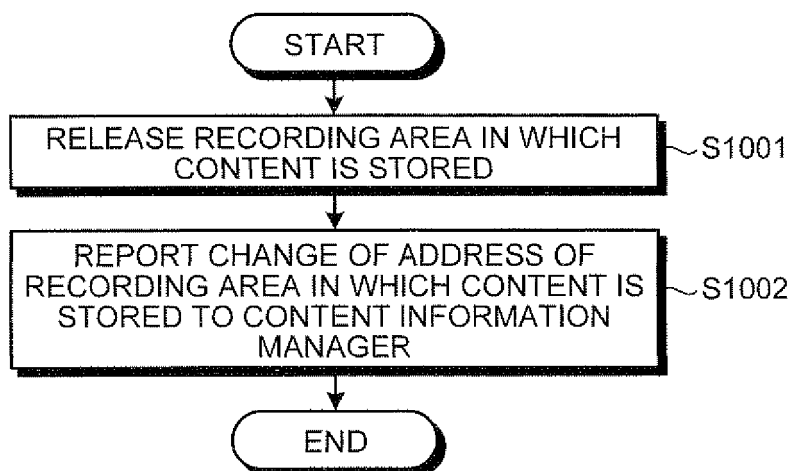 START
RELEASE RECORDING AREA IN WHICH
CONTENT IS STORED
S1001
REPORT CHANGE OF ADDRESS OF
RECORDING AREA IN WHICH CONTENT IS
STORED TO CONTENT INFORMATION
MANAGER
S1002
END